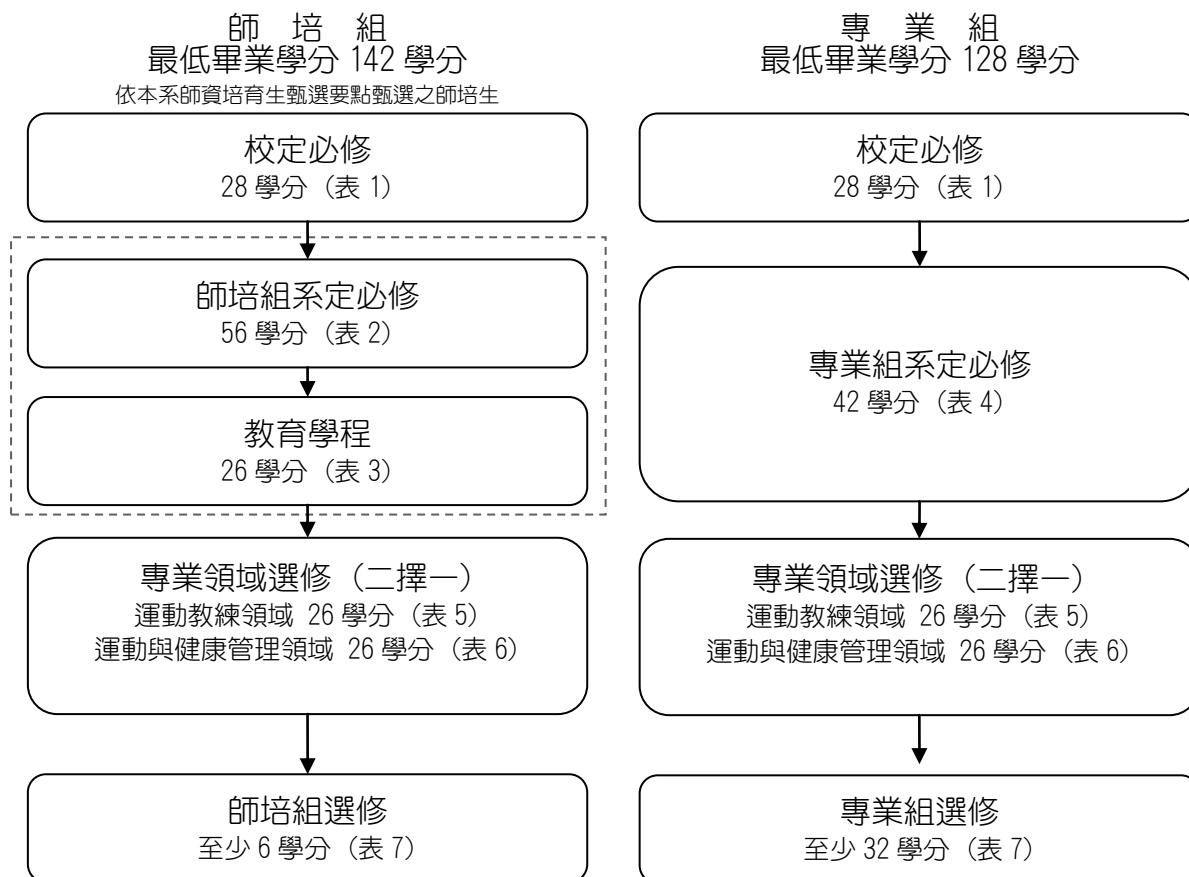 師 培 組
最低畢業學分 142 學分
依本系師資培育生甄選要點甄選之師培生
校定必修
28 學分（表 1）
師培組系定必修
56 學分（表 2）
教育學程
26 學分（表 3）
專業領域選修（二擇一）
運動教練領域 26 學分（表 5）
運動與健康管理領域 26 學分（表 6）
師培組選修
至少 6 學分（表 7）
專 業 組
最低畢業學分 128 學分
校定必修
28 學分（表 1）
專業組系定必修
42 學分（表 4）
專業領域選修（二擇一）
運動教練領域 26 學分（表 5）
運動與健康管理領域 26 學分（表 6）
專業組選修
至少 32 學分（表 7）